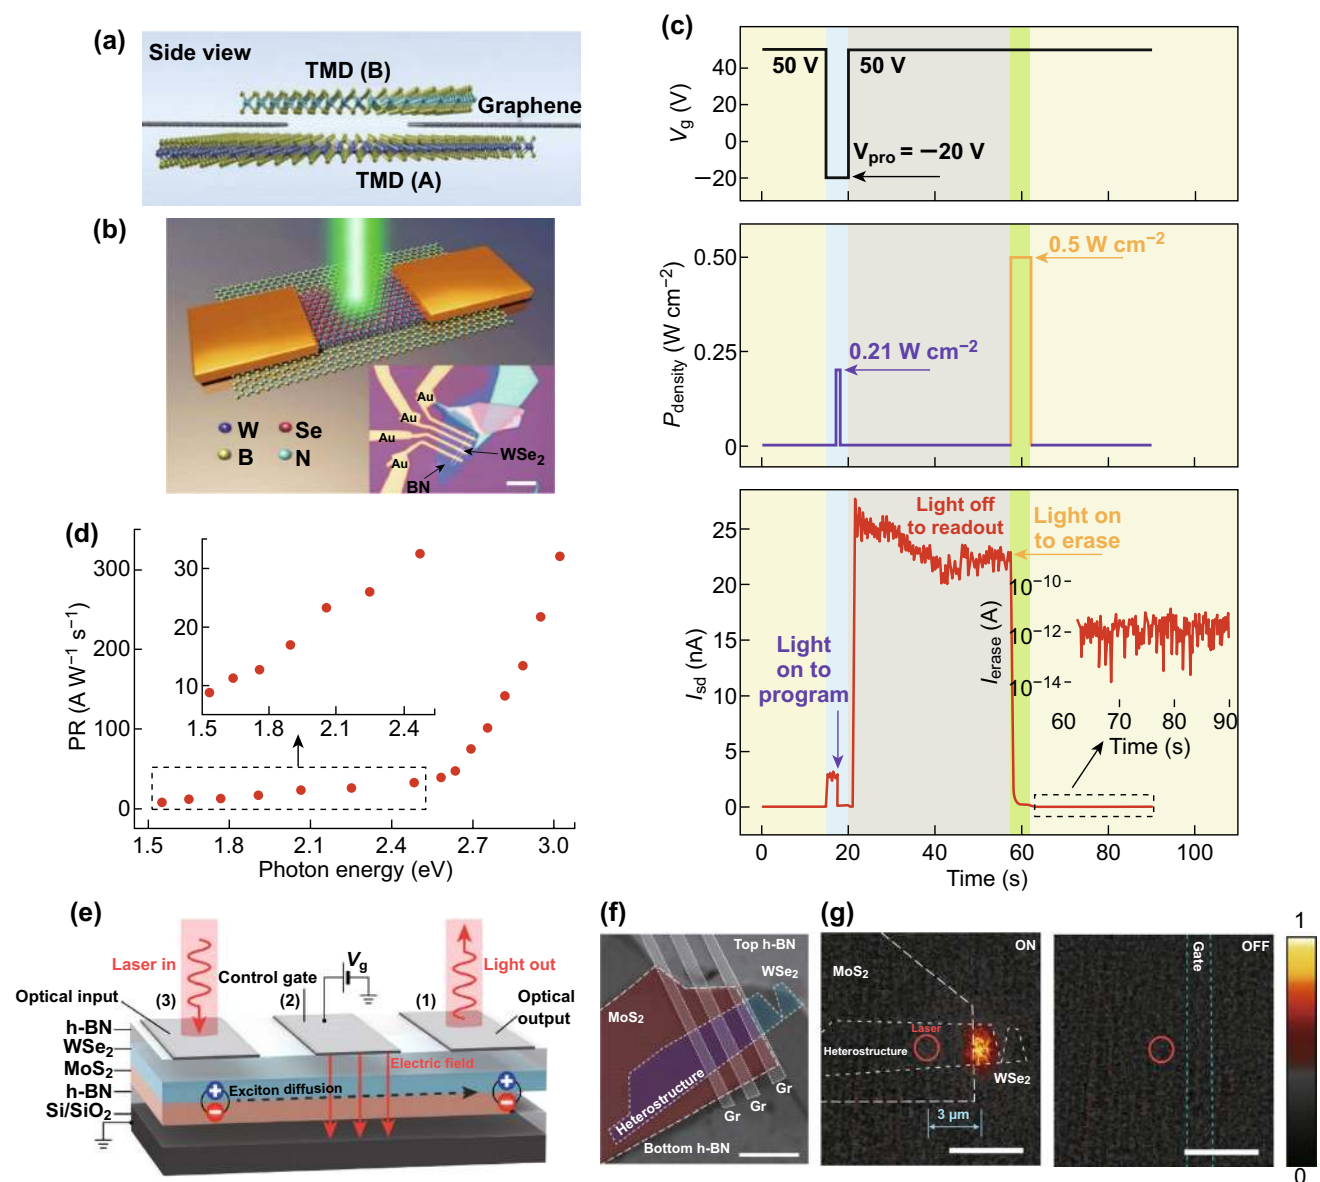 (a)
Side view
TMD (B)
Graphene
TMD (A)
(b)
W
Se
B
N
Au
Au
Au
Au
WSe2
BN
(c)
Vg (V)
40
20
0
−20
50 V
50 V
Vpro = −20 V
Pdensity (W cm−2)
0.50
0.25
0
0.5 W cm−2
0.21 W cm−2
Isd (nA)
25
20
15
10
5
0
Light off
to readout
Light on
to erase
Light
on to
program
Ierase (A)
10−10
10−12
10−14
60
70
80
90
Time (s)
0
20
40
60
80
100
Time (s)
(d)
PR (A W−1 s−1)
300
200
100
0
30
20
10
1.5
1.8
2.1
2.4
1.5
1.8
2.1
2.4
2.7
3.0
Photon energy (eV)
(e)
Laser in
Vg
Control gate
Light out
Optical input
(3)
(2)
(1)
Optical
output
h-BN
WSe2
MoS2
h-BN
Si/SiO2
Electric field
Exciton diffusion
+
−
+
−
(f)
Top h-BN
WSe2
MoS2
Heterostructure
Gr
Gr
Gr
Bottom h-BN
(g)
ON
MoS2
Laser
Heterostructure
WSe2
3 μm
OFF
Gate
1
0